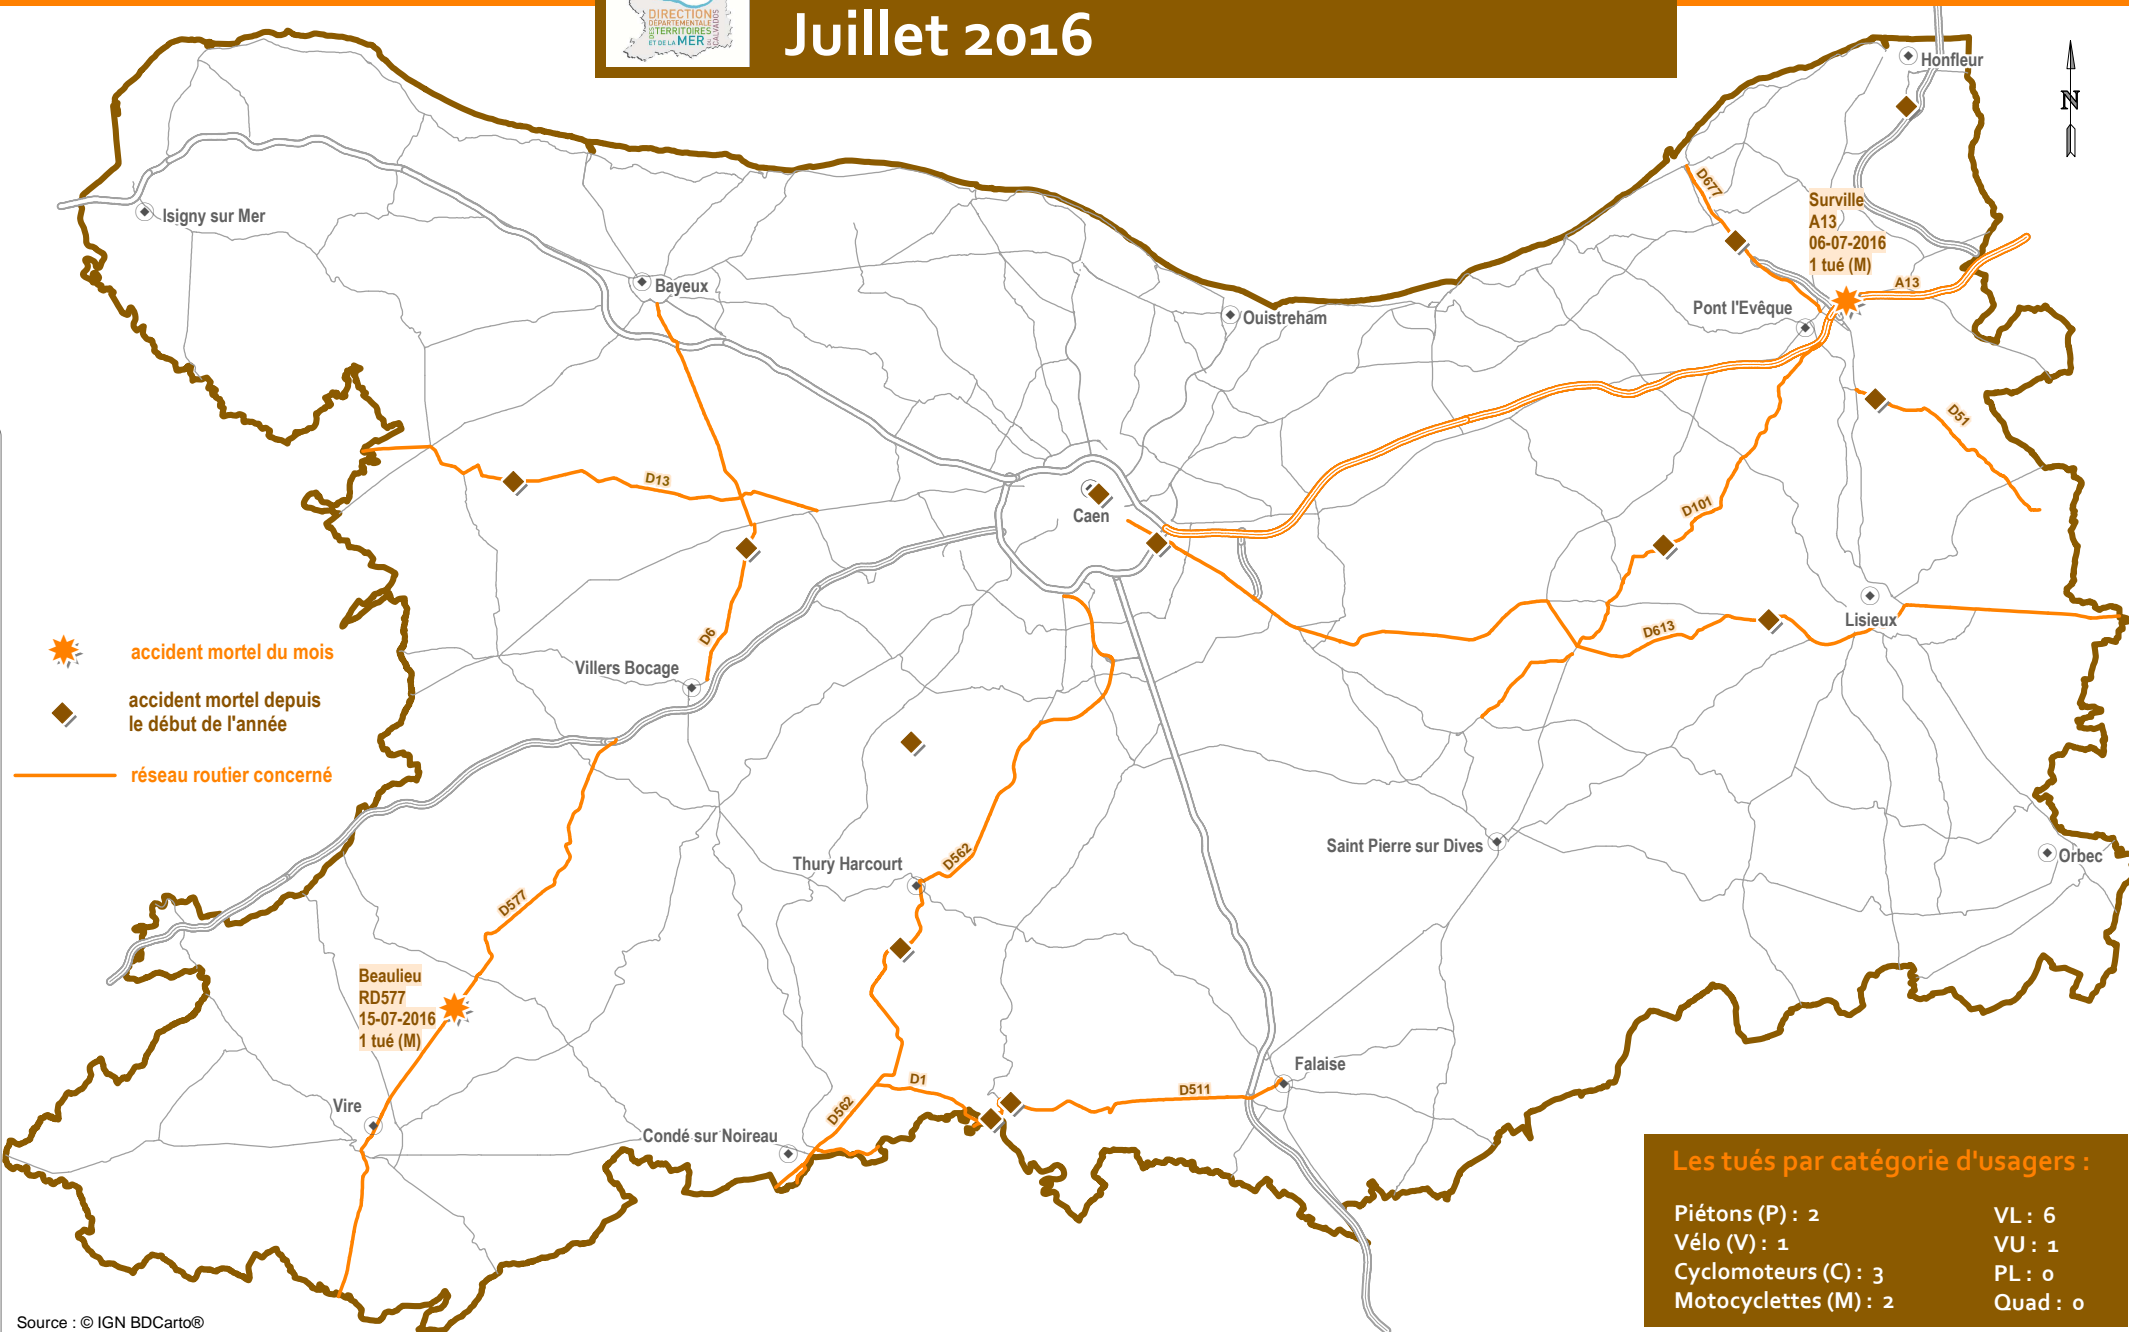 DIRECTION
DÉPARTEMENTALE
DES TERRITOIRES
ET DE LA MER
DU CALVADOS
Juillet 2016
N
Honfleur
Isigny sur Mer
D677
Surville
A13
06-07-2016
1 tué (M)
A13
Bayeux
Pont l'Evêque
Ouistreham
D51
D13
Caen
D101
Lisieux
D613
D6
Villers Bocage
accident mortel du mois
accident mortel depuis
le début de l'année
réseau routier concerné
Saint Pierre sur Dives
Orbec
Thury Harcourt
D562
D577
Beaulieu
RD577
15-07-2016
1 tué (M)
Falaise
D1
D511
Vire
D562
Condé sur Noireau
Les tués par catégorie d'usagers :
Piétons (P) : 2
Vélo (V) : 1
Cyclomoteurs (C) : 3
Motocyclettes (M) : 2
VL : 6
VU : 1
PL : 0
Quad : 0
Source : © IGN BDCarto®